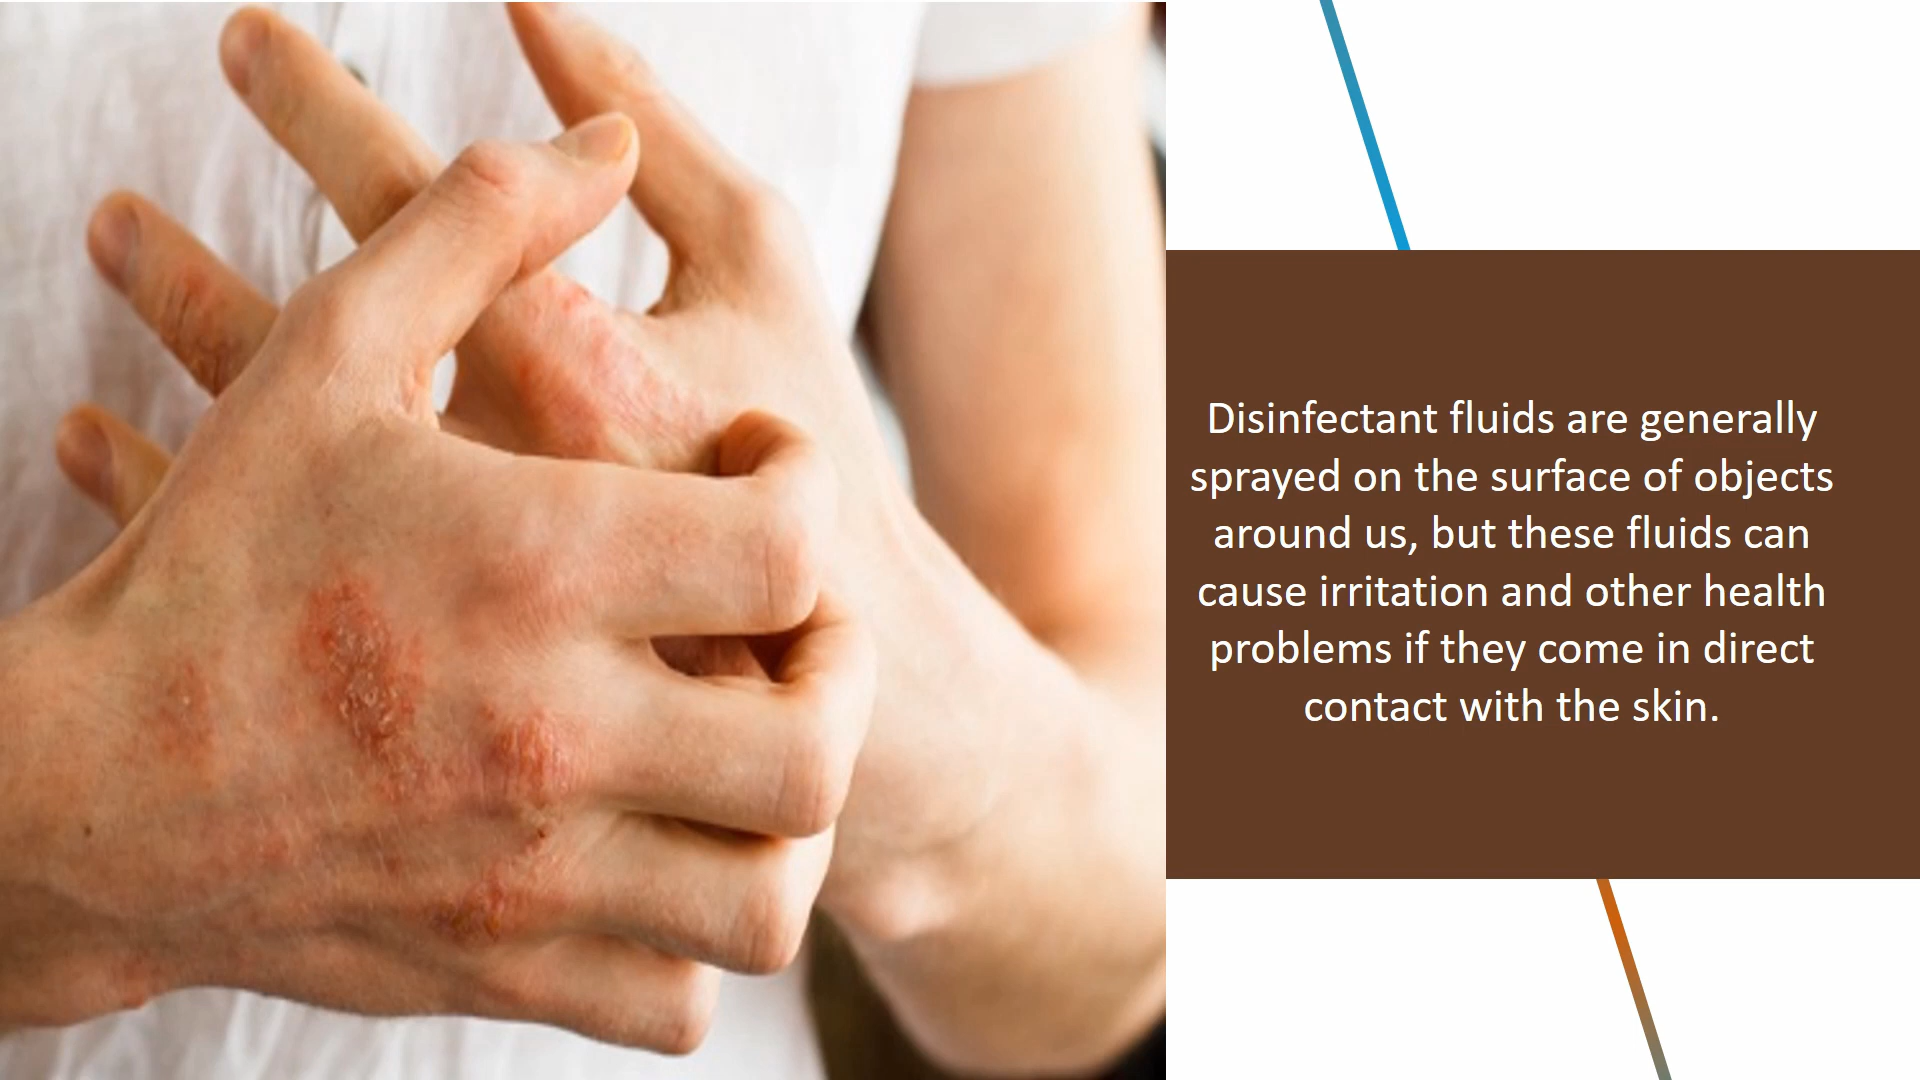 Disinfectant fluids are generally
sprayed on the surface of objects
around us, but these fluids can
cause irritation and other health
problems if they come in direct
contact with the skin.